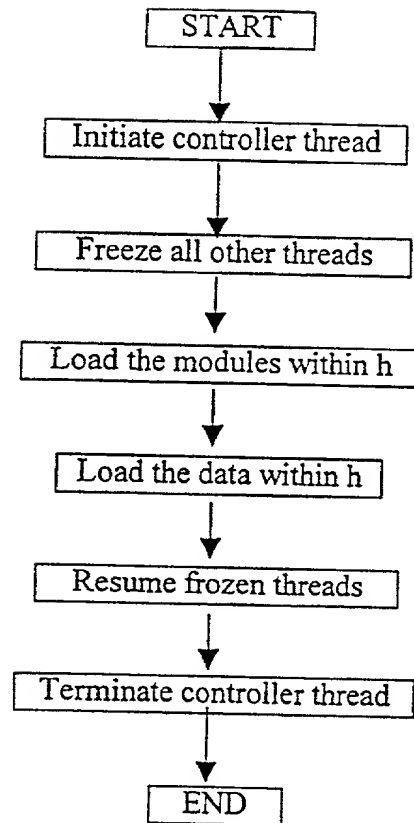 START
Initiate controller thread
Freeze all other threads
Load the modules within h
Load the data within h
Resume frozen threads
Terminate controller thread
END